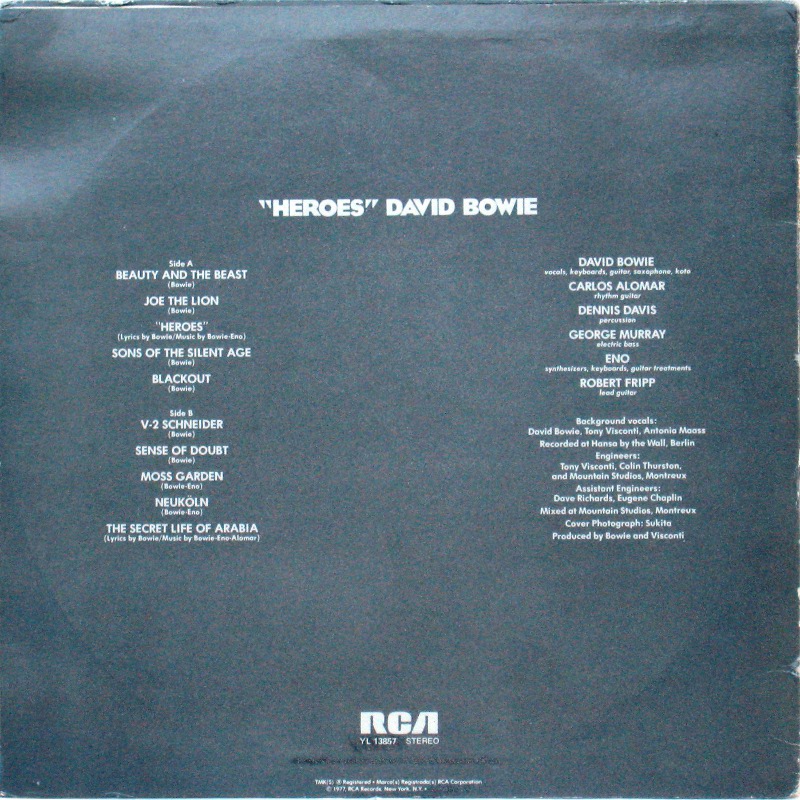 "HEROES" DAVID BOWIE
Side A
BEAUTY AND THE BEAST
(Bowie)
JOE THE LION
(Bowie)
"HEROES"
(Lyrics by Bowie/Music by Bowie-Eno)
SONS OF THE SILENT AGE
(Bowie)
BLACKOUT
(Bowie)
Side B
V-2 SCHNEIDER
(Bowie)
SENSE OF DOUBT
(Bowie)
MOSS GARDEN
(Bowie-Eno)
NEUKÖLN
(Bowie-Eno)
THE SECRET LIFE OF ARABIA
(Lyrics by Bowie/Music by Bowie-Eno-Alomar)
DAVID BOWIE
vocals, keyboards, guitar, saxophone, koto
CARLOS ALOMAR
rhythm guitar
DENNIS DAVIS
percussion
GEORGE MURRAY
electric bass
ENO
synthesizers, keyboards, guitar treatments
ROBERT FRIPP
lead guitar
Background vocals:
David Bowie, Tony Visconti, Antonia Maass
Recorded at Hansa by the Wall, Berlin
Engineers:
Tony Visconti, Colin Thurston,
and Mountain Studios, Montreux
Assistant Engineers:
Dave Richards, Eugene Chaplin
Mixed at Mountain Studios, Montreux
Cover Photograph: Sukita
Produced by Bowie and Visconti
RCA
YL 13857 STEREO
TMK(S) ® Registered • Marca(s) Registrada(s) RCA Corporation
© 1977, RCA Records, New York, N.Y. •